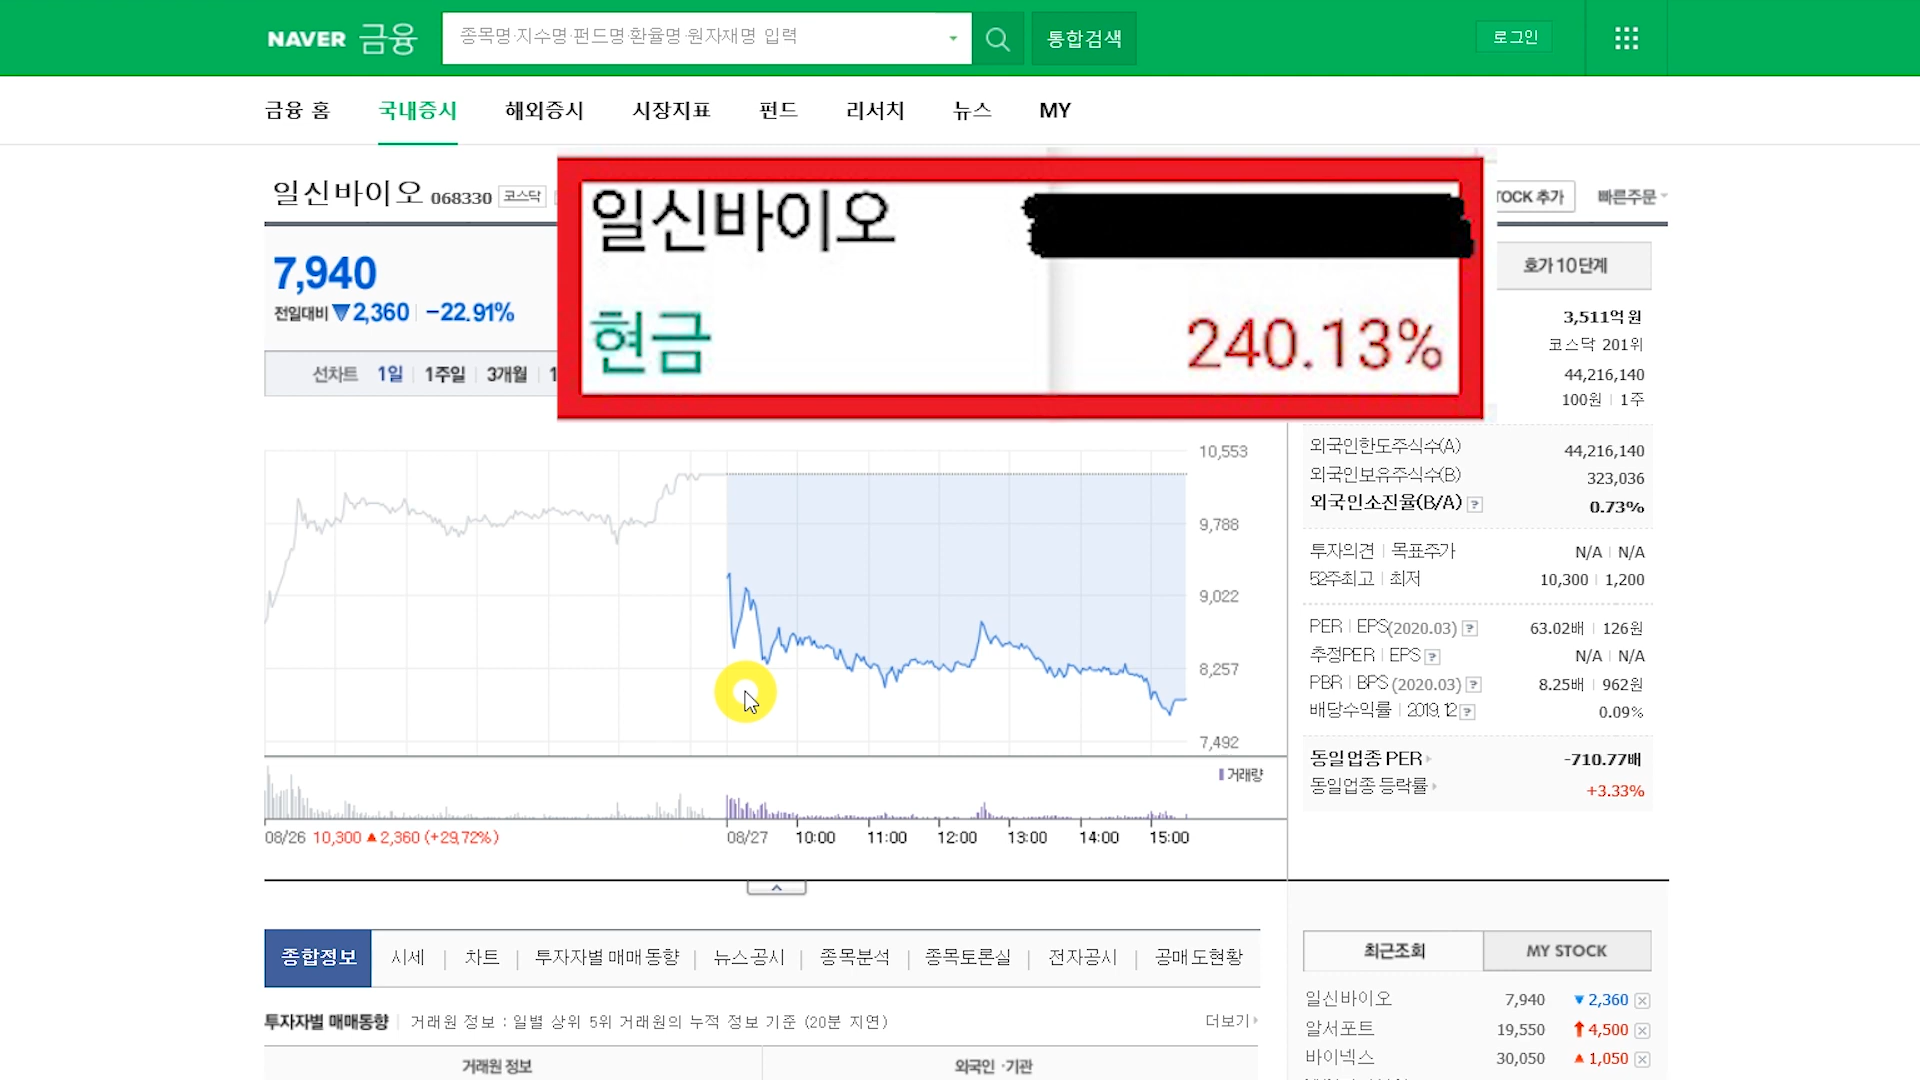 NAVER 금융
종목명·지수명·펀드명·환율명·원자재명 입력
통합검색
로그인
금융 홈
국내증시
해외증시
시장지표
펀드
리서치
뉴스
MY
일신바이오 068330 코스닥
TOCK 추가
빠른주문
일신바이오
현금
240.13%
7,940
전일대비 ▼2,360 | -22.91%
호가 10단계
선차트 1일 1주일 3개월 1
3,511억원
코스닥 201위
44,216,140
100원 | 1주
외국인한도주식수(A) 44,216,140
외국인보유주식수(B) 323,036
외국인소진율(B/A) ? 0.73%
투자의견 | 목표주가 N/A | N/A
52주최고 | 최저 10,300 | 1,200
PER | EPS(2020.03) ? 63.02배 | 126원
추정PER | EPS ? N/A | N/A
PBR | BPS (2020.03) ? 8.25배 | 962원
배당수익률 | 2019.12 ? 0.09%
동일업종 PER -710.77배
동일업종 등락률 +3.33%
10,553
9,788
9,022
8,257
7,492
거래량
08/26 10,300 ▲2,360 (+29.72%)
08/27 10:00 11:00 12:00 13:00 14:00 15:00
종합정보 시세 | 차트 | 투자자별 매매동향 | 뉴스공시 | 종목분석 | 종목토론실 | 전자공시 | 공매도현황
투자자별 매매동향 | 거래원 정보 : 일별 상위 5위 거래원의 누적 정보 기준 (20분 지연) 더보기
거래원정보 외국인·기관
최근조회 MY STOCK
일신바이오 7,940 ▼2,360
알서포트 19,550 ↑4,500
바이넥스 30,050 ▲1,050